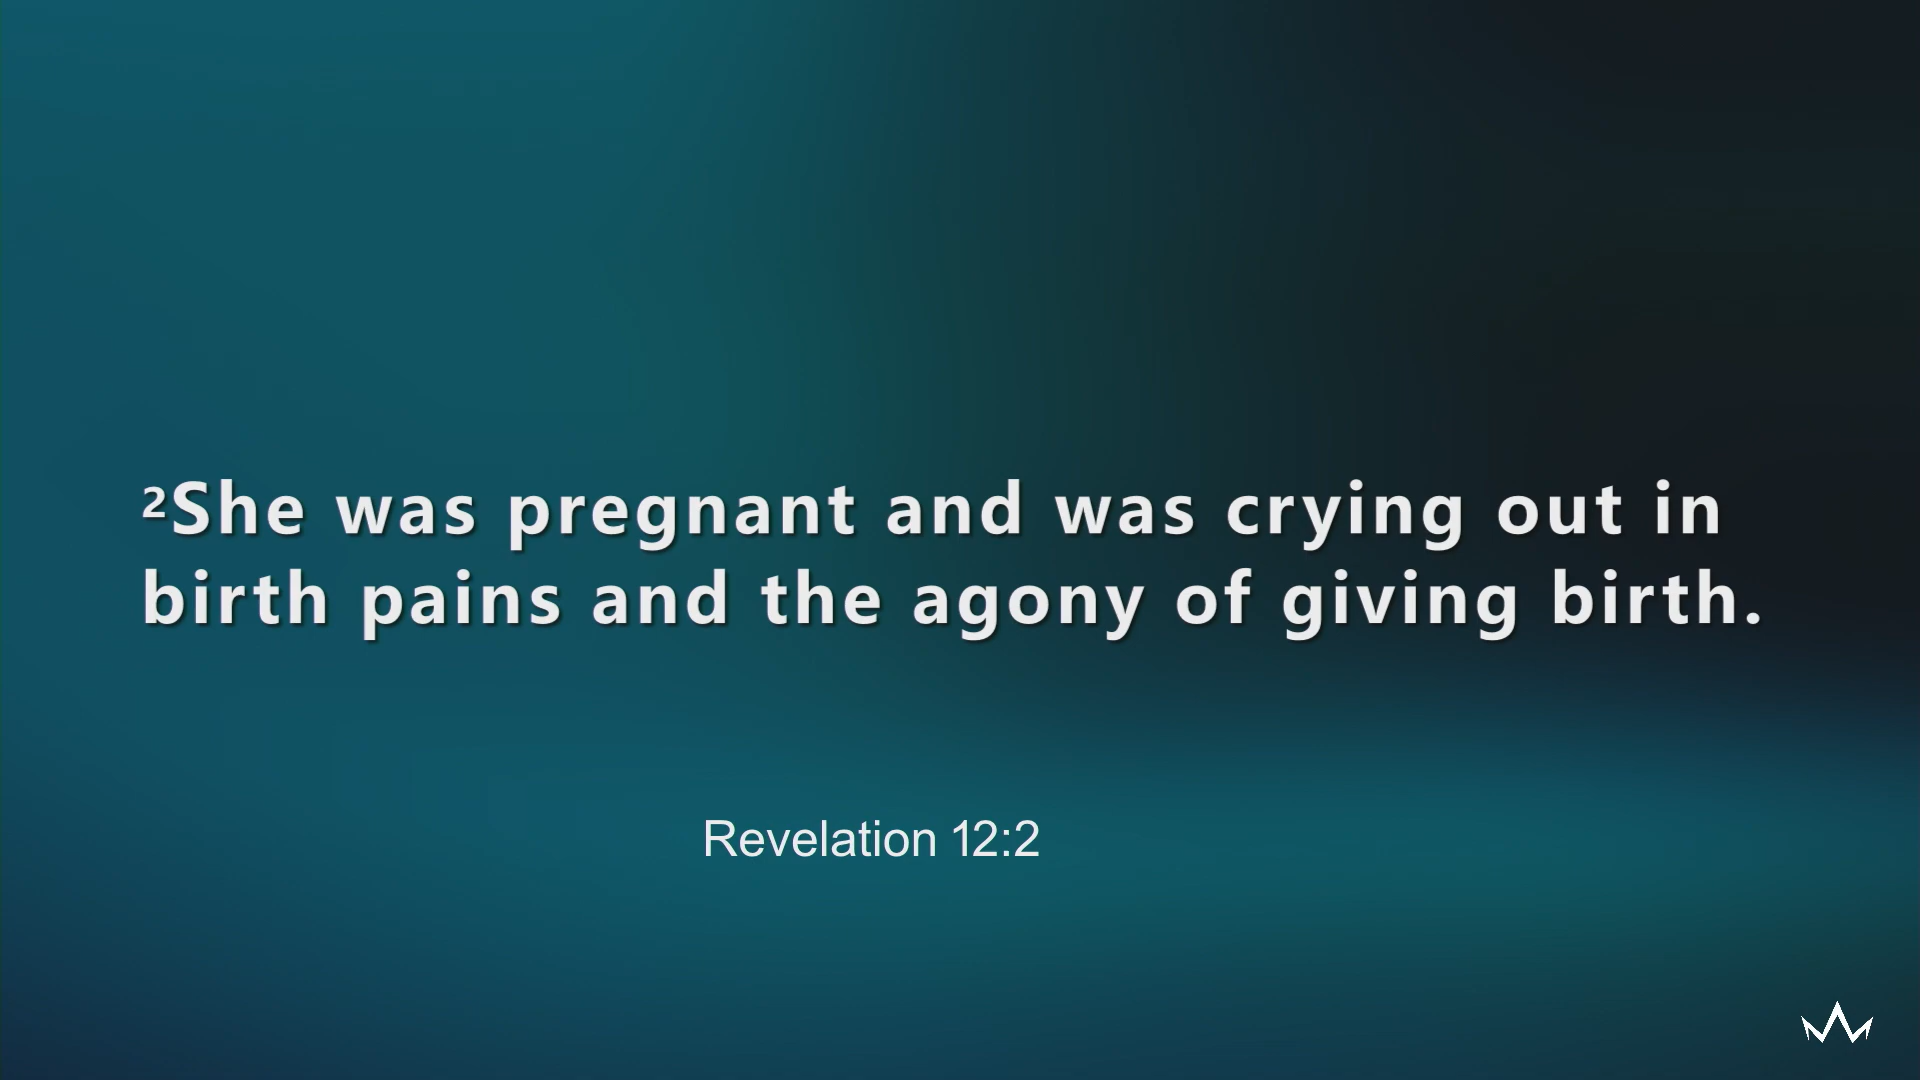 ²She was pregnant and was crying out in
birth pains and the agony of giving birth.
Revelation 12:2